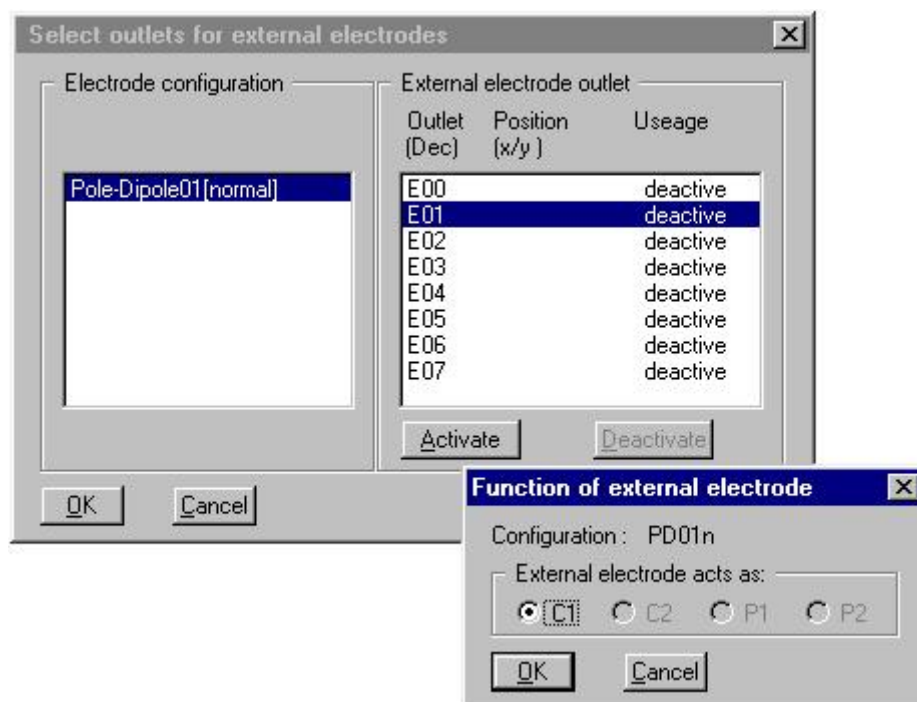 Select outlets for external electrodes
Electrode configuration
Pole-Dipole01[normal]
External electrode outlet
Outlet Position Useage
(Dec) (x/y )
E00 deactive
E01 deactive
E02 deactive
E03 deactive
E04 deactive
E05 deactive
E06 deactive
E07 deactive
Activate Deactivate
OK Cancel
Function of external electrode
Configuration : PD01n
External electrode acts as:
C1 C2 P1 P2
OK Cancel